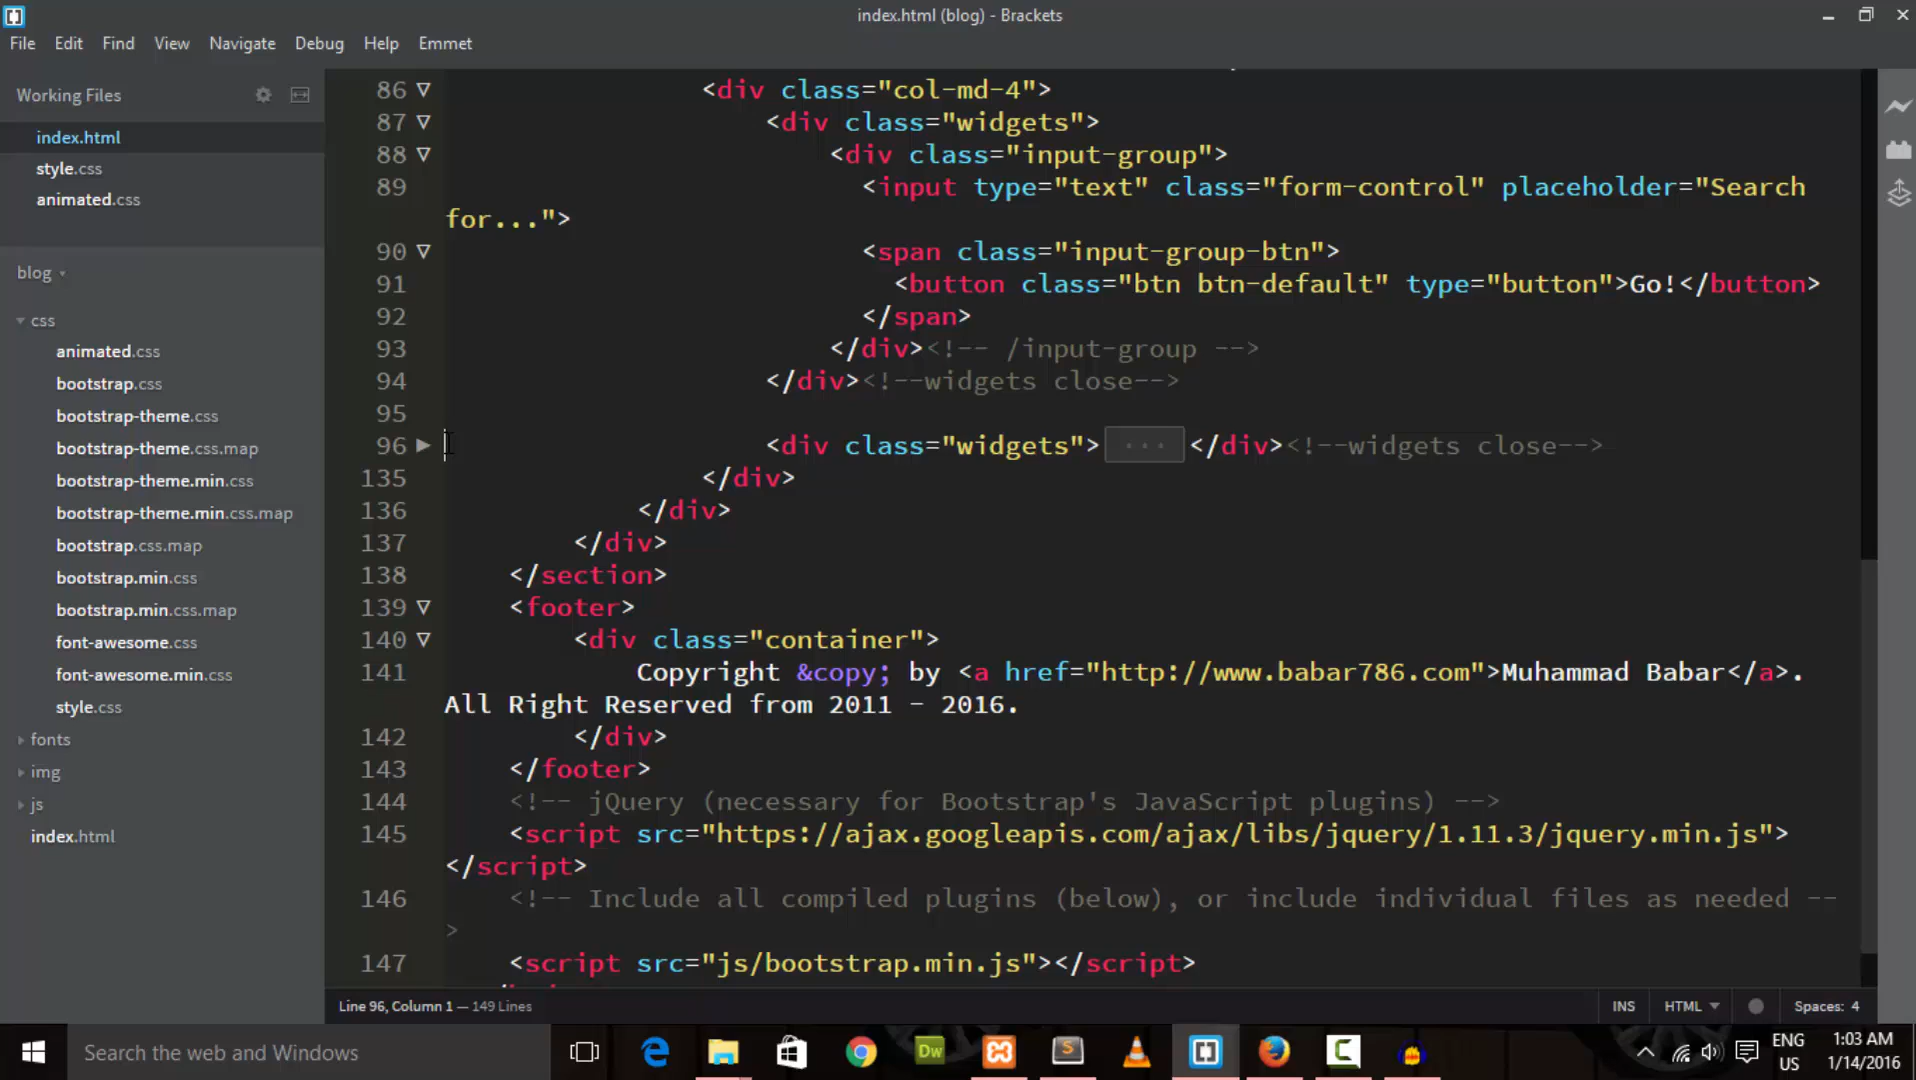 index.html (blog) - Brackets
File Edit Find View Navigate Debug Help Emmet
Working Files
index.html
style.css
animated.css
blog
css
animated.css
bootstrap.css
bootstrap-theme.css
bootstrap-theme.css.map
bootstrap-theme.min.css
bootstrap-theme.min.css.map
bootstrap.css.map
bootstrap.min.css
bootstrap.min.css.map
font-awesome.css
font-awesome.min.css
style.css
fonts
img
js
index.html
86 <div class="col-md-4">
87 <div class="widgets">
88 <div class="input-group">
89 <input type="text" class="form-control" placeholder="Search
for...">
90 <span class="input-group-btn">
91 <button class="btn btn-default" type="button">Go!</button>
92 </span>
93 </div><!-- /input-group -->
94 </div><!--widgets close-->
95
96 <div class="widgets"> ... </div><!--widgets close-->
135 </div>
136 </div>
137 </div>
138 </section>
139 <footer>
140 <div class="container">
141 Copyright &copy; by <a href="http://www.babar786.com">Muhammad Babar</a>.
All Right Reserved from 2011 - 2016.
142 </div>
143 </footer>
144 <!-- jQuery (necessary for Bootstrap's JavaScript plugins) -->
145 <script src="https://ajax.googleapis.com/ajax/libs/jquery/1.11.3/jquery.min.js">
</script>
146 <!-- Include all compiled plugins (below), or include individual files as needed --
>
147 <script src="js/bootstrap.min.js"></script>
Line 96, Column 1 — 149 Lines
INS HTML Spaces: 4
Search the web and Windows
Dw
S
C
ENG
US
1:03 AM
1/14/2016